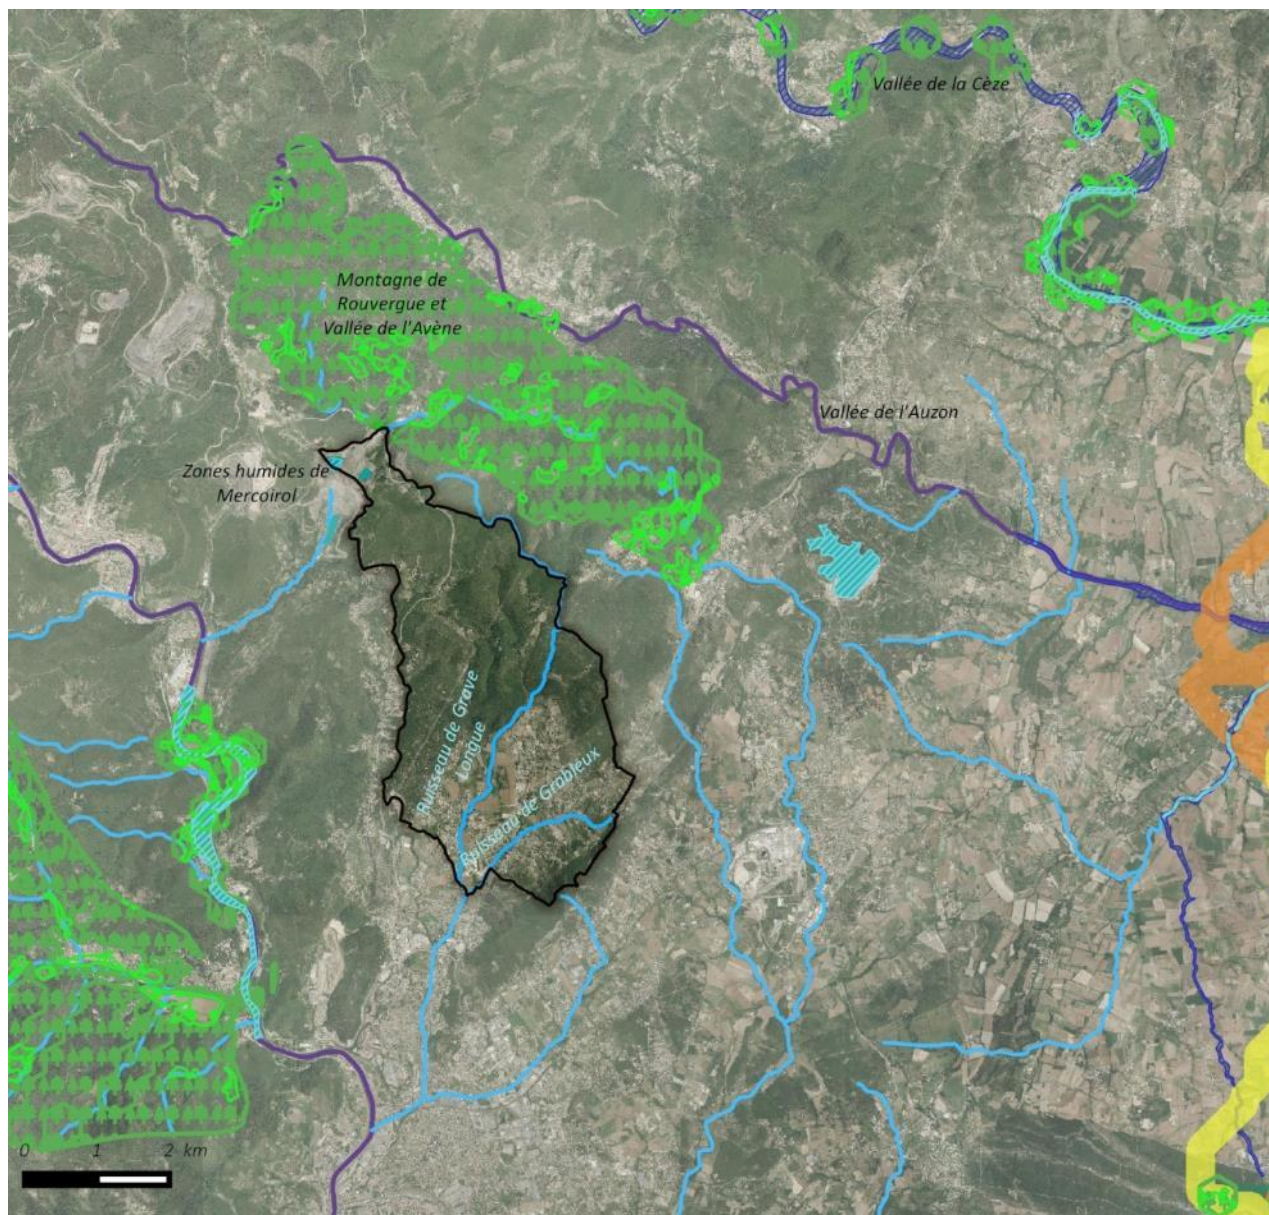 Vallée de la Cèze
Montagne de
Rouvergue et
Vallée de l'Avène
Vallée de l'Auzon
Zones humides de
Mercoirol
Ruisseau de Grave
Longue
Ruisseau de Grabieux
0 1 2 km